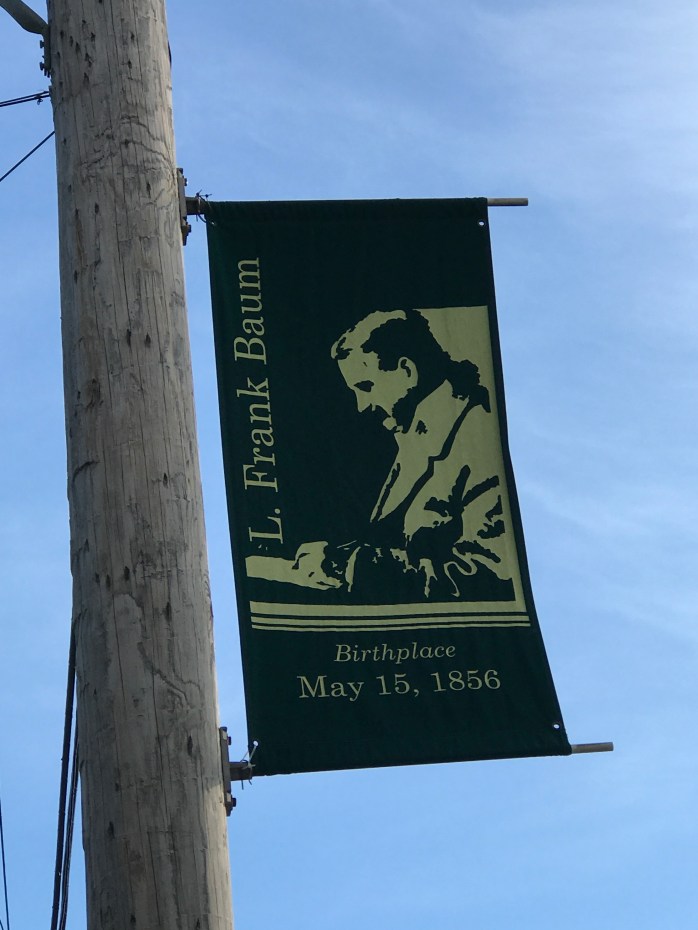 L. Frank Baum
Birthplace
May 15, 1856